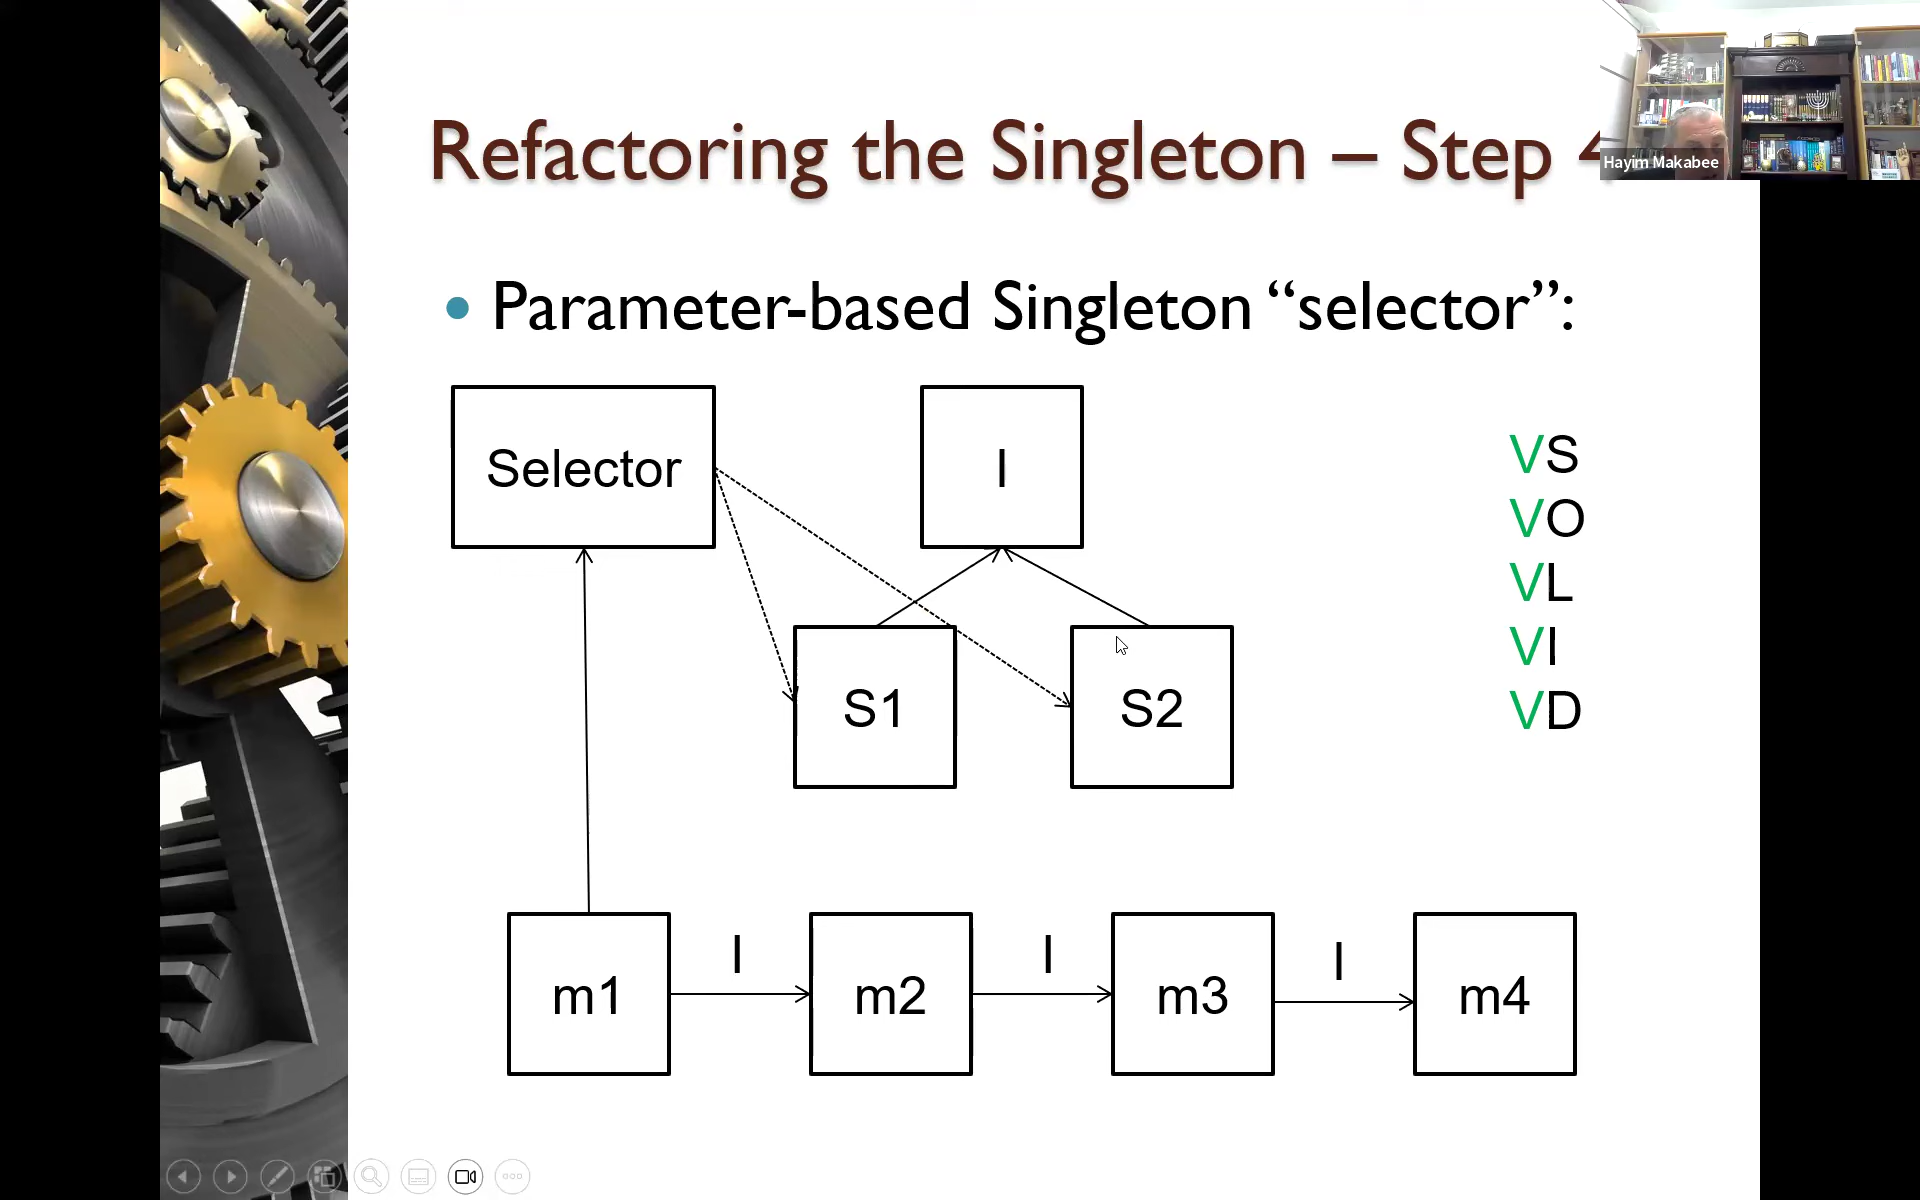 Refactoring the Singleton – Step 4
Hayim Makabee
• Parameter-based Singleton “selector”:
Selector
I
VS
VO
VL
VI
VD
S1
S2
I
I
I
m1
m2
m3
m4